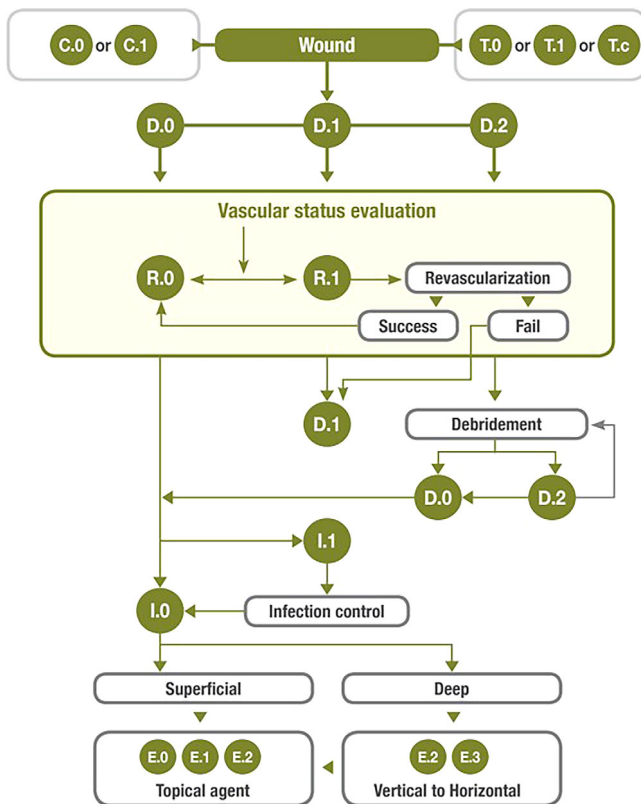 C.0 or C.1
Wound
T.0 or T.1 or T.c
D.0
D.1
D.2
Vascular status evaluation
R.0
R.1
Revascularization
Success
Fail
D.1
Debridement
D.0
D.2
I.1
I.0
Infection control
Superficial
Deep
E.0 E.1 E.2
Topical agent
E.2 E.3
Vertical to Horizontal